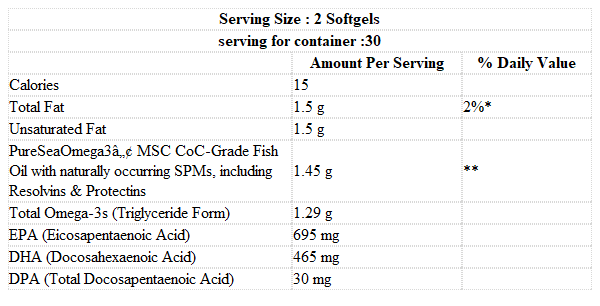 Serving Size : 2 Softgels
serving for container :30
Amount Per Serving % Daily Value
Calories 15
Total Fat 1.5 g 2%*
Unsaturated Fat 1.5 g
PureSeaOmega3â„¢ MSC CoC-Grade Fish
Oil with naturally occurring SPMs, including 1.45 g **
Resolvins & Protectins
Total Omega-3s (Triglyceride Form) 1.29 g
EPA (Eicosapentaenoic Acid) 695 mg
DHA (Docosahexaenoic Acid) 465 mg
DPA (Total Docosapentaenoic Acid) 30 mg